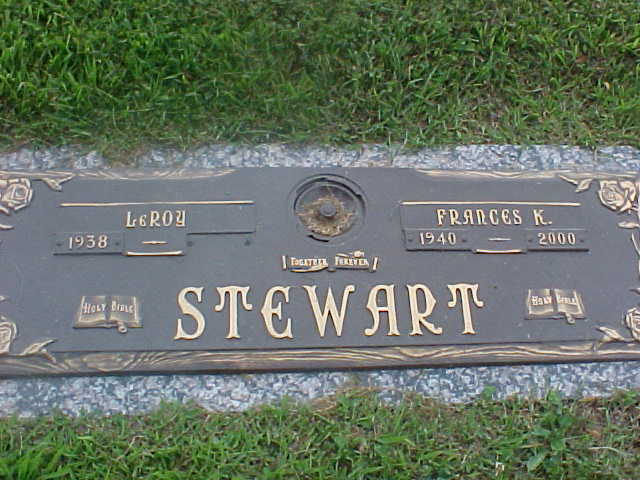 LeROY
1938 —
FRANCES K.
1940 — 2000
TOGETHER FOREVER
HOLY BIBLE
STEWART
HOLY BIBLE